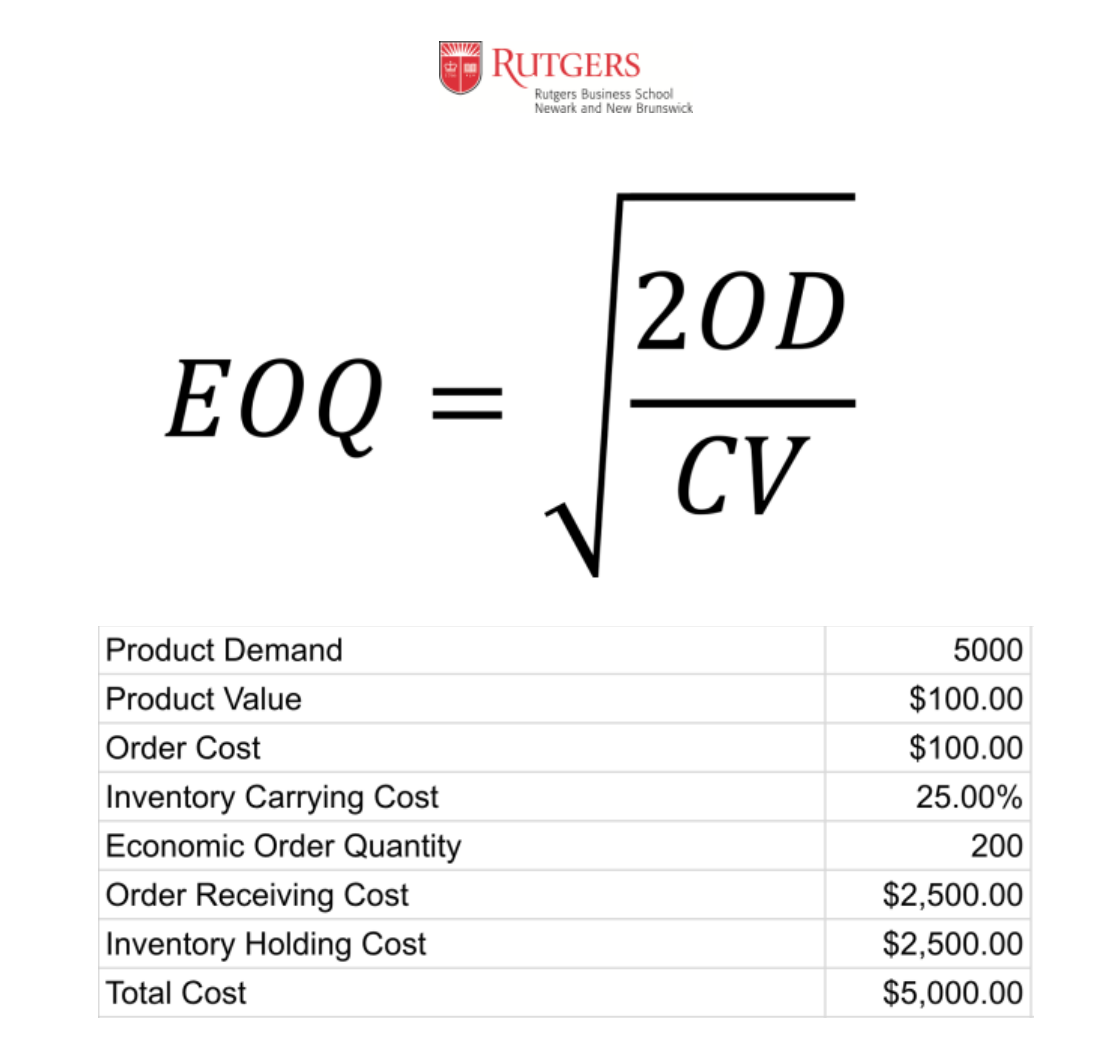 RUTGERS
Rutgers Business School
Newark and New Brunswick
EOQ = √(2OD / CV)
Product Demand 5000
Product Value $100.00
Order Cost $100.00
Inventory Carrying Cost 25.00%
Economic Order Quantity 200
Order Receiving Cost $2,500.00
Inventory Holding Cost $2,500.00
Total Cost $5,000.00